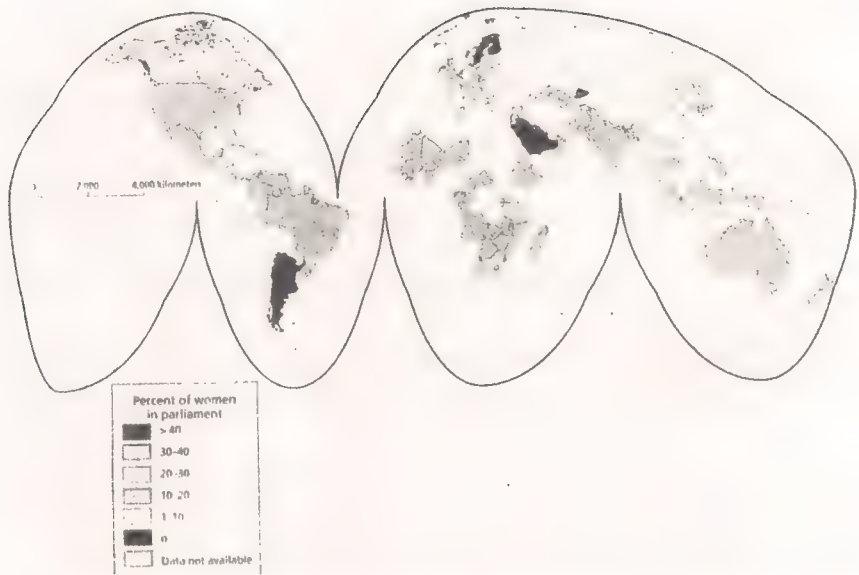 2,000 4,000 kilometers
Percent of women
in parliament
> 40
30-40
20-30
10-20
1-10
0
Data not available